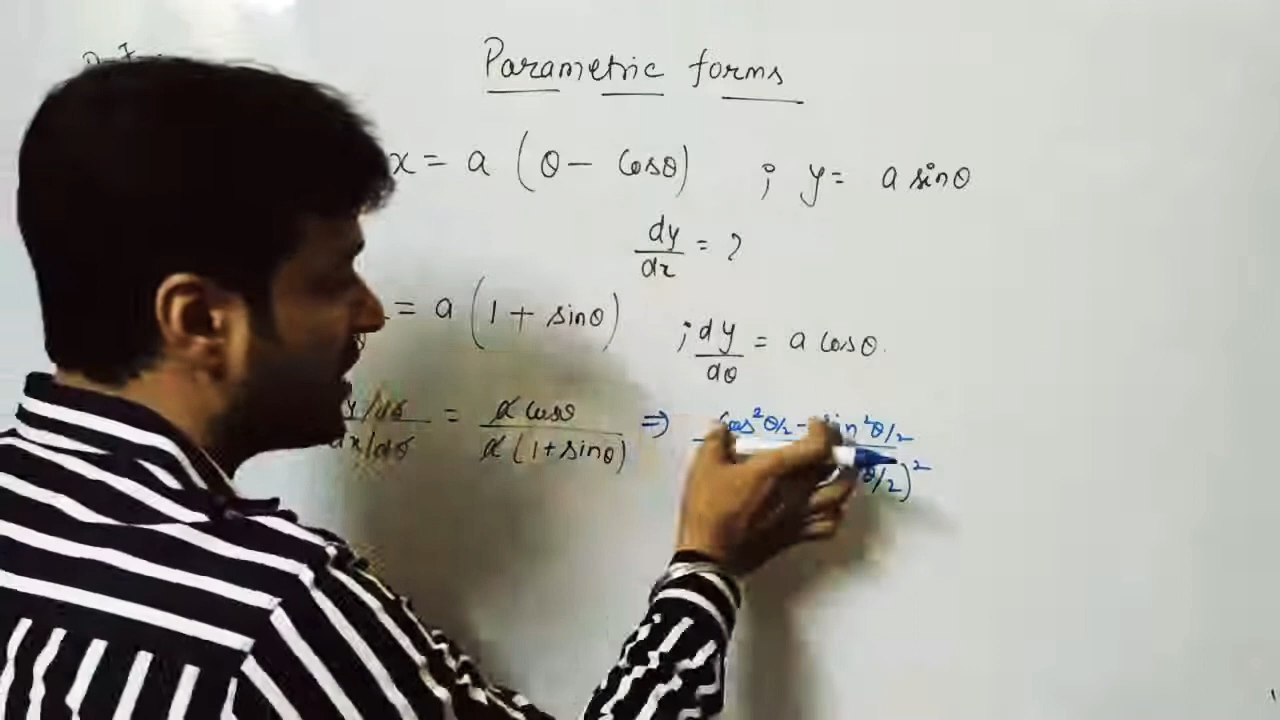 Parametric forms
x = a (θ - cosθ) ; y = a sinθ
dy/dx = ?
= a (1 + sinθ) ; dy/dθ = a cosθ.
y/dθ / dx/dθ = a cosθ / a (1+sinθ) ⇒ cos²θ/2 - sin²θ/2 / θ/2)²